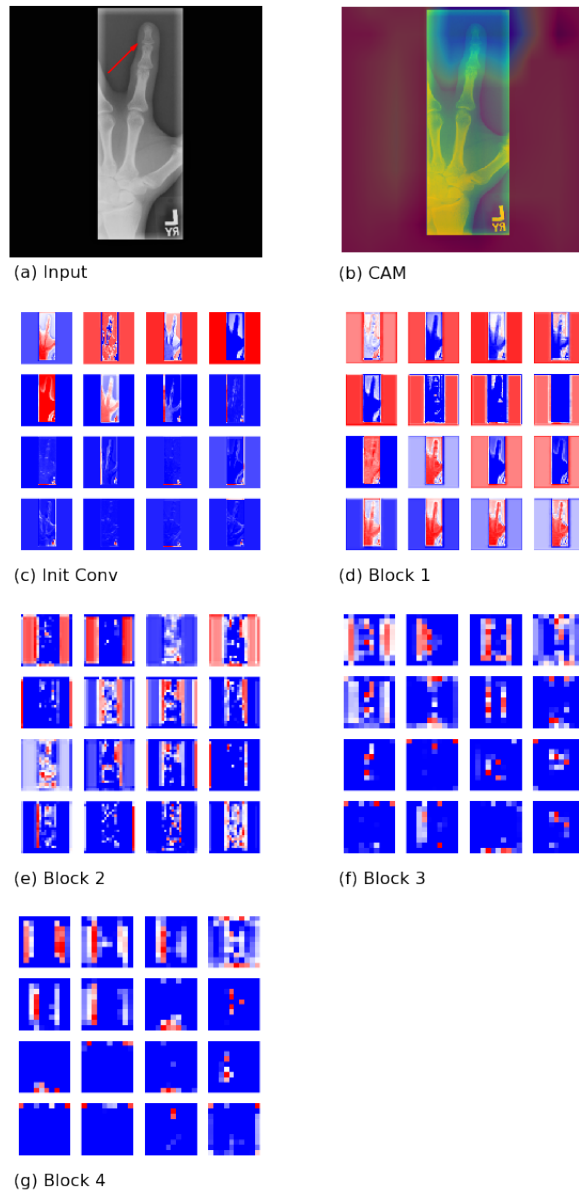 L
RY
L
RY
(a) Input
(b) CAM
(c) Init Conv
(d) Block 1
(e) Block 2
(f) Block 3
(g) Block 4